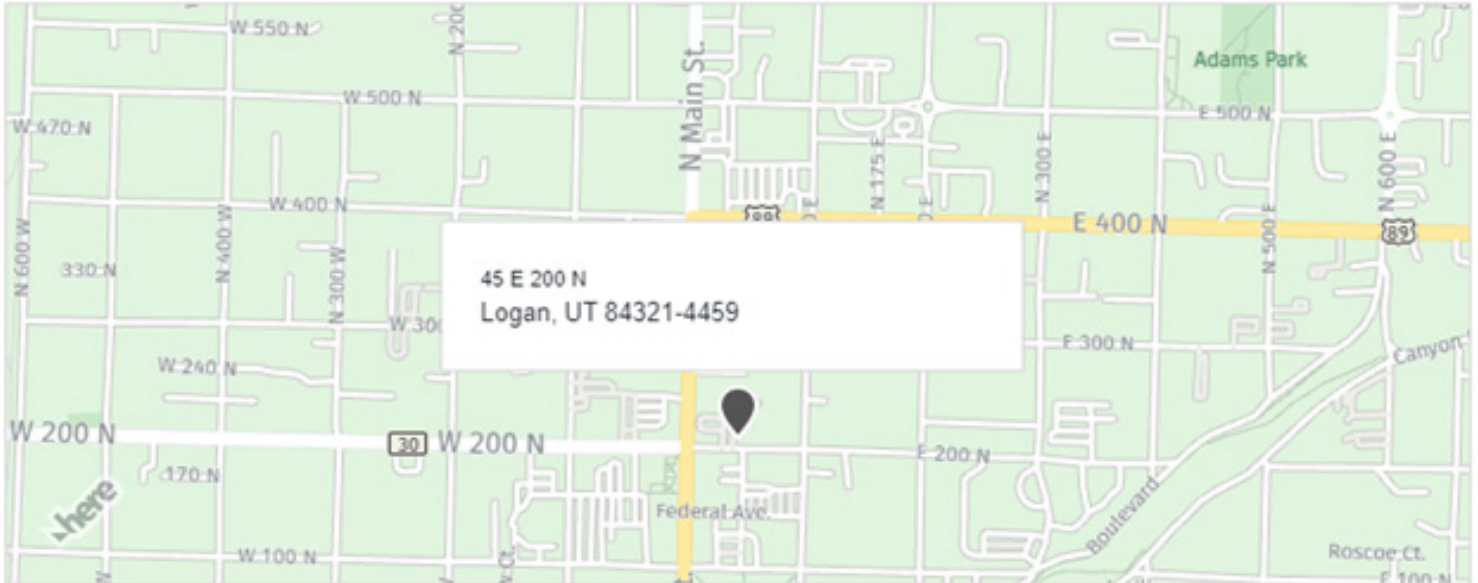 W 550 N
N 200
N Main St.
Adams Park
W 500 N
E 500 N
W 470 N
N 175 E
N 300 E
N 600 E
W 400 N
89
E 400 N
89
N 600 W
330 N
N 400 W
N 300 W
N 500 E
45 E 200 N
Logan, UT 84321-4459
W 300
E 300 N
Canyon
W 240 N
W 200 N
30
W 200 N
E 200 N
170 N
here
Federal Ave.
Boulevard
W 100 N
Roscoe Ct.
E 100 N